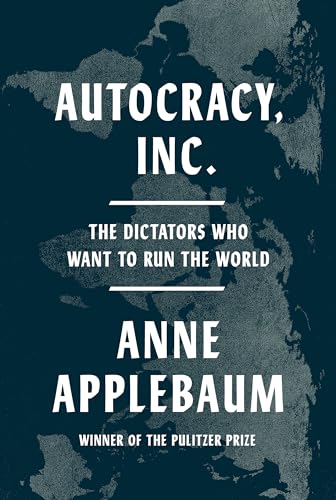 AUTOCRACY,
INC.
THE DICTATORS WHO
WANT TO RUN THE WORLD
ANNE
APPLEBAUM
WINNER OF THE PULITZER PRIZE